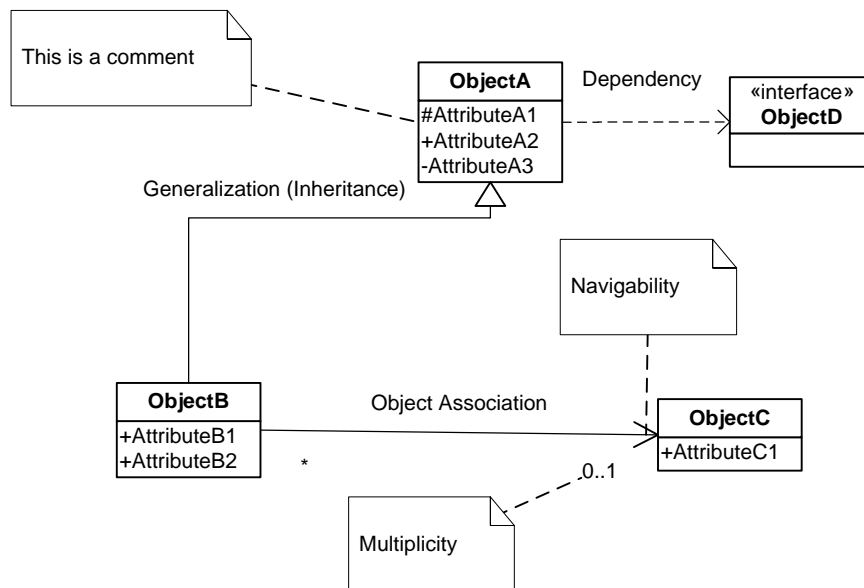 This is a comment
ObjectA
#AttributeA1
+AttributeA2
-AttributeA3
Dependency
«interface»
ObjectD
Generalization (Inheritance)
Navigability
ObjectB
+AttributeB1
+AttributeB2
Object Association
ObjectC
+AttributeC1
*
0..1
Multiplicity